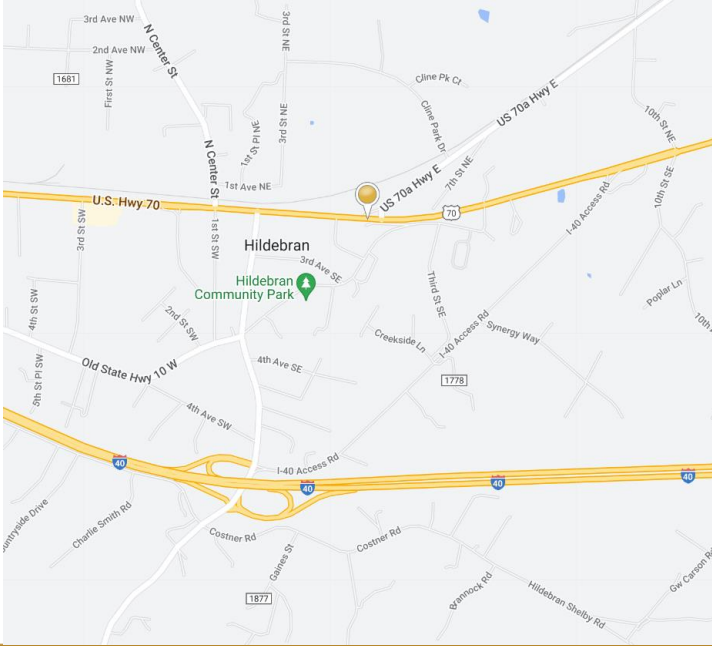 3rd Ave NW
N Center St
3rd St NE
2nd Ave NW
1681
First St NW
Cline Pk Ct
Cline Park Dr
US 70a Hwy E
10th St NE
1st St Pl NE
3rd St NE
N Center St
1st Ave NE
US 70a Hwy E
7th St NE
10th St SE
U.S. Hwy 70
70
I-40 Access Rd
3rd St SW
1st St SW
Hildebran
3rd Ave SE
Hildebran
Community Park
Third St SE
Poplar Ln
4th St SW
2nd St SW
Creekside Ln
I-40 Access Rd
Synergy Way
10th
Old State Hwy 10 W
4th Ave SE
5th St Pl SW
1778
4th Ave SW
40
I-40 Access Rd
40
40
40
untryside Drive
Charlie Smith Rd
Costner Rd
Costner Rd
Gaines St
1877
Brannock Rd
Hildebran Shelby Rd
Gw Carson R